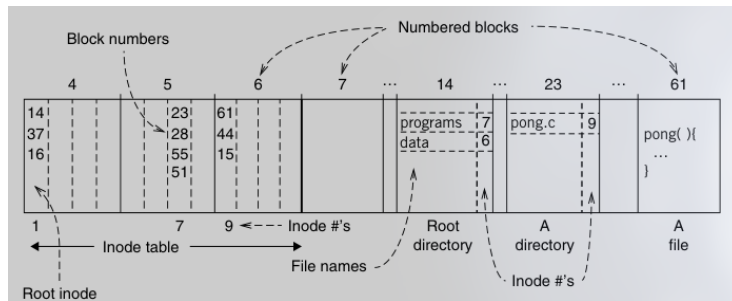 Block numbers
Numbered blocks
4 5 6 7 ... 14 ... 23 ... 61
14 23 61 programs 7 pong.c 9
37 28 44 data 6 pong( ){
16 55 15 ...
51 }
1 7 9 Inode #'s Root directory A directory A file
Inode table
File names
Inode #'s
Root inode